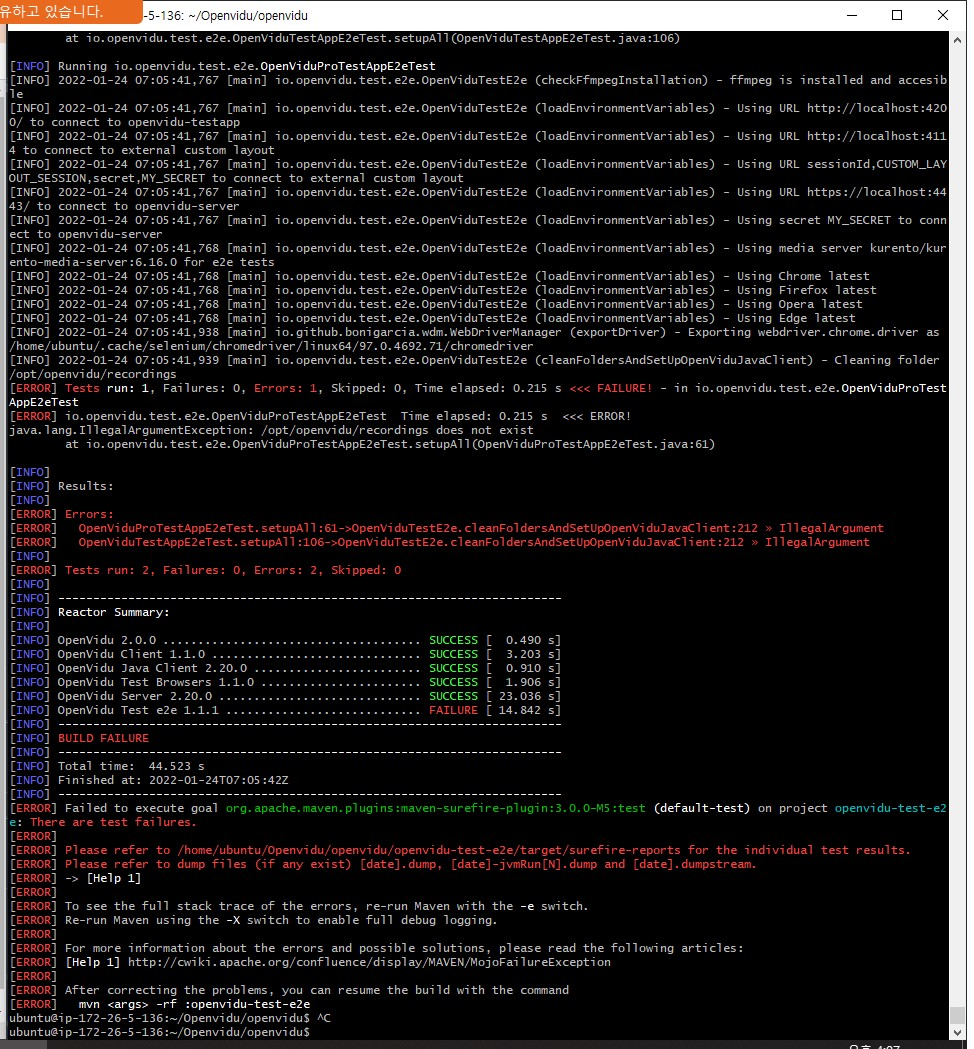 유하고 있습니다.
-5-136: ~/Openvidu/openvidu
at io.openvidu.test.e2e.OpenViduTestAppE2eTest.setupAll(OpenViduTestAppE2eTest.java:106)
[INFO] Running io.openvidu.test.e2e.OpenViduProTestAppE2eTest
[INFO] 2022-01-24 07:05:41,767 [main] io.openvidu.test.e2e.OpenViduTestE2e (checkFfmpegInstallation) - ffmpeg is installed and accesib
le
[INFO] 2022-01-24 07:05:41,767 [main] io.openvidu.test.e2e.OpenViduTestE2e (loadEnvironmentVariables) - Using URL http://localhost:420
0/ to connect to openvidu-testapp
[INFO] 2022-01-24 07:05:41,767 [main] io.openvidu.test.e2e.OpenViduTestE2e (loadEnvironmentVariables) - Using URL http://localhost:411
4 to connect to external custom layout
[INFO] 2022-01-24 07:05:41,767 [main] io.openvidu.test.e2e.OpenViduTestE2e (loadEnvironmentVariables) - Using URL sessionId,CUSTOM_LAY
OUT_SESSION,secret,MY_SECRET to connect to external custom layout
[INFO] 2022-01-24 07:05:41,767 [main] io.openvidu.test.e2e.OpenViduTestE2e (loadEnvironmentVariables) - Using URL https://localhost:44
43/ to connect to openvidu-server
[INFO] 2022-01-24 07:05:41,767 [main] io.openvidu.test.e2e.OpenViduTestE2e (loadEnvironmentVariables) - Using secret MY_SECRET to conn
ect to openvidu-server
[INFO] 2022-01-24 07:05:41,768 [main] io.openvidu.test.e2e.OpenViduTestE2e (loadEnvironmentVariables) - Using media server kurento/kur
ento-media-server:6.16.0 for e2e tests
[INFO] 2022-01-24 07:05:41,768 [main] io.openvidu.test.e2e.OpenViduTestE2e (loadEnvironmentVariables) - Using Chrome latest
[INFO] 2022-01-24 07:05:41,768 [main] io.openvidu.test.e2e.OpenViduTestE2e (loadEnvironmentVariables) - Using Firefox latest
[INFO] 2022-01-24 07:05:41,768 [main] io.openvidu.test.e2e.OpenViduTestE2e (loadEnvironmentVariables) - Using Opera latest
[INFO] 2022-01-24 07:05:41,768 [main] io.openvidu.test.e2e.OpenViduTestE2e (loadEnvironmentVariables) - Using Edge latest
[INFO] 2022-01-24 07:05:41,938 [main] io.github.bonigarcia.wdm.WebDriverManager (exportDriver) - Exporting webdriver.chrome.driver as
/home/ubuntu/.cache/selenium/chromedriver/linux64/97.0.4692.71/chromedriver
[INFO] 2022-01-24 07:05:41,939 [main] io.openvidu.test.e2e.OpenViduTestE2e (cleanFoldersAndSetUpOpenViduJavaClient) - Cleaning folder
/opt/openvidu/recordings
[ERROR] Tests run: 1, Failures: 0, Errors: 1, Skipped: 0, Time elapsed: 0.215 s <<< FAILURE! - in io.openvidu.test.e2e.OpenViduProTest
AppE2eTest
[ERROR] io.openvidu.test.e2e.OpenViduProTestAppE2eTest  Time elapsed: 0.215 s  <<< ERROR!
java.lang.IllegalArgumentException: /opt/openvidu/recordings does not exist
at io.openvidu.test.e2e.OpenViduProTestAppE2eTest.setupAll(OpenViduProTestAppE2eTest.java:61)
[INFO]
[INFO] Results:
[INFO]
[ERROR] Errors:
[ERROR]   OpenViduProTestAppE2eTest.setupAll:61->OpenViduTestE2e.cleanFoldersAndSetUpOpenViduJavaClient:212 » IllegalArgument
[ERROR]   OpenViduTestAppE2eTest.setupAll:106->OpenViduTestE2e.cleanFoldersAndSetUpOpenViduJavaClient:212 » IllegalArgument
[INFO]
[ERROR] Tests run: 2, Failures: 0, Errors: 2, Skipped: 0
[INFO]
[INFO] ------------------------------------------------------------------------
[INFO] Reactor Summary:
[INFO]
[INFO] OpenVidu 2.0.0 ..................................... SUCCESS [  0.490 s]
[INFO] OpenVidu Client 1.1.0 .............................. SUCCESS [  3.203 s]
[INFO] OpenVidu Java Client 2.20.0 ........................ SUCCESS [  0.910 s]
[INFO] OpenVidu Test Browsers 1.1.0 ....................... SUCCESS [  1.906 s]
[INFO] OpenVidu Server 2.20.0 ............................. SUCCESS [ 23.036 s]
[INFO] OpenVidu Test e2e 1.1.1 ............................ FAILURE [ 14.842 s]
[INFO] ------------------------------------------------------------------------
[INFO] BUILD FAILURE
[INFO] ------------------------------------------------------------------------
[INFO] Total time:  44.523 s
[INFO] Finished at: 2022-01-24T07:05:42Z
[INFO] ------------------------------------------------------------------------
[ERROR] Failed to execute goal org.apache.maven.plugins:maven-surefire-plugin:3.0.0-M5:test (default-test) on project openvidu-test-e2
e: There are test failures.
[ERROR]
[ERROR] Please refer to /home/ubuntu/Openvidu/openvidu/openvidu-test-e2e/target/surefire-reports for the individual test results.
[ERROR] Please refer to dump files (if any exist) [date].dump, [date]-jvmRun[N].dump and [date].dumpstream.
[ERROR] -> [Help 1]
[ERROR]
[ERROR] To see the full stack trace of the errors, re-run Maven with the -e switch.
[ERROR] Re-run Maven using the -X switch to enable full debug logging.
[ERROR]
[ERROR] For more information about the errors and possible solutions, please read the following articles:
[ERROR] [Help 1] http://cwiki.apache.org/confluence/display/MAVEN/MojoFailureException
[ERROR]
[ERROR] After correcting the problems, you can resume the build with the command
[ERROR]   mvn <args> -rf :openvidu-test-e2e
ubuntu@ip-172-26-5-136:~/Openvidu/openvidu$ ^C
ubuntu@ip-172-26-5-136:~/Openvidu/openvidu$